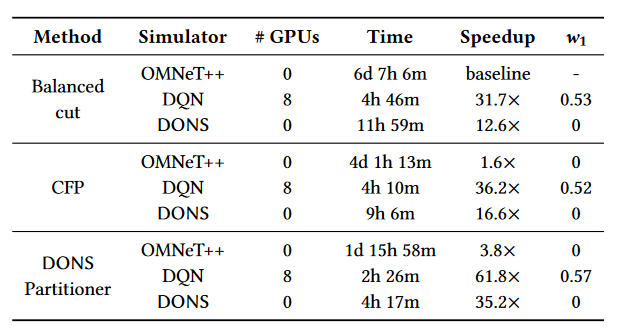 Method Simulator # GPUs Time Speedup w₁
Balanced cut OMNeT++ 0 6d 7h 6m baseline -
DQN 8 4h 46m 31.7× 0.53
DONS 0 11h 59m 12.6× 0
CFP OMNeT++ 0 4d 1h 13m 1.6× 0
DQN 8 4h 10m 36.2× 0.52
DONS 0 9h 6m 16.6× 0
DONS Partitioner OMNeT++ 0 1d 15h 58m 3.8× 0
DQN 8 2h 26m 61.8× 0.57
DONS 0 4h 17m 35.2× 0